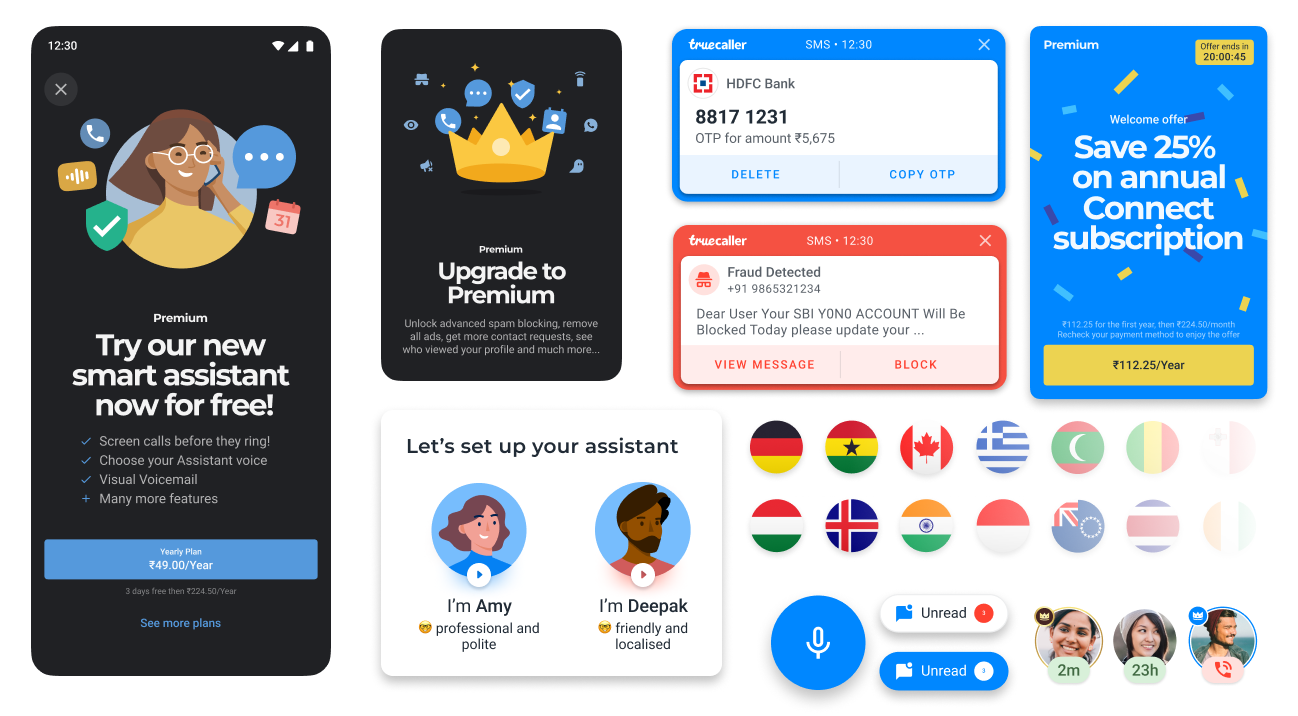 12:30
31
Premium
Try our new
smart assistant
now for free!
Screen calls before they ring!
Choose your Assistant voice
Visual Voicemail
Many more features
Yearly Plan
₹49.00/Year
3 days free then ₹224.50/Year
See more plans
Premium
Upgrade to
Premium
Unlock advanced spam blocking, remove
all ads, get more contact requests, see
who viewed your profile and much more...
truecaller SMS • 12:30
HDFC Bank
8817 1231
OTP for amount ₹5,675
DELETE COPY OTP
truecaller SMS • 12:30
Fraud Detected
+91 9865321234
Dear User Your SBI Y0N0 ACCOUNT Will Be
Blocked Today please update your ...
VIEW MESSAGE BLOCK
Premium
Offer ends in
20:00:45
Welcome offer
Save 25%
on annual
Connect
subscription
₹112.25 for the first year, then ₹224.50/month
Recheck your payment method to enjoy the offer
₹112.25/Year
Let's set up your assistant
I'm Amy
professional and
polite
I'm Deepak
friendly and
localised
Unread 3
Unread 3
2m
23h